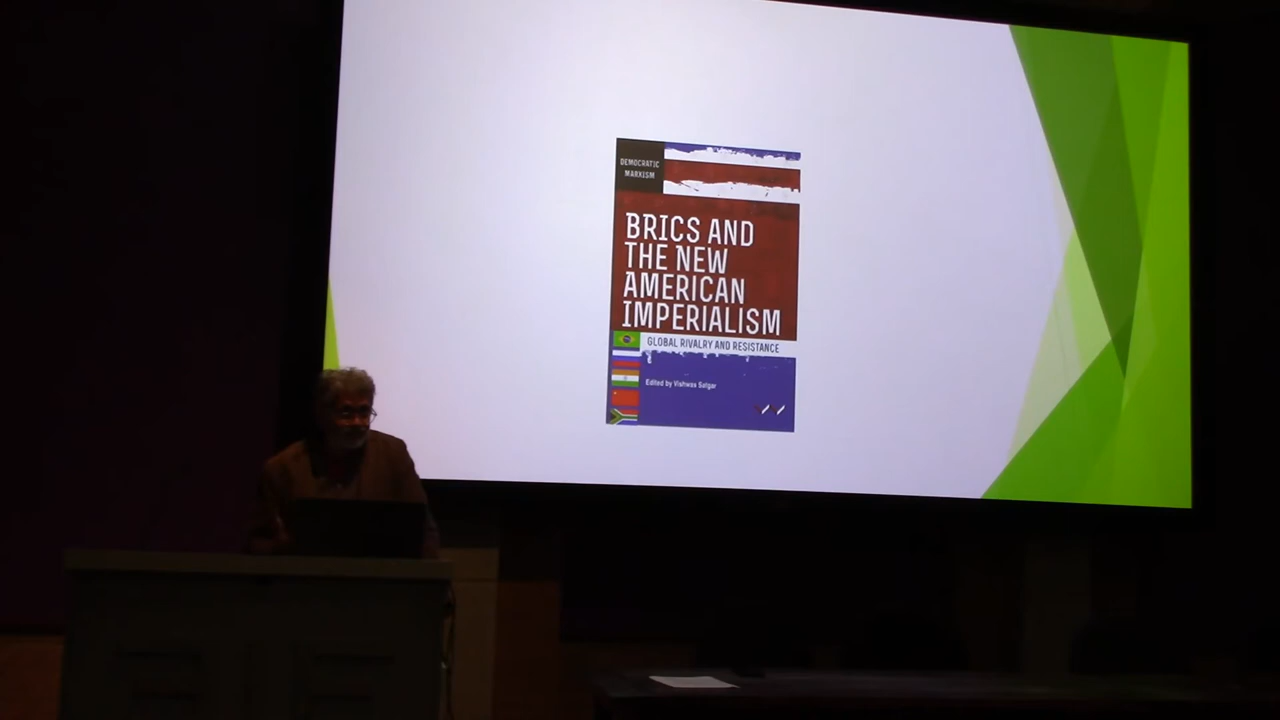 DEMOCRATIC
MARXISM
BRICS AND
THE NEW
AMERICAN
IMPERIALISM
GLOBAL RIVALRY AND RESISTANCE
Edited by Vishwas Satgar